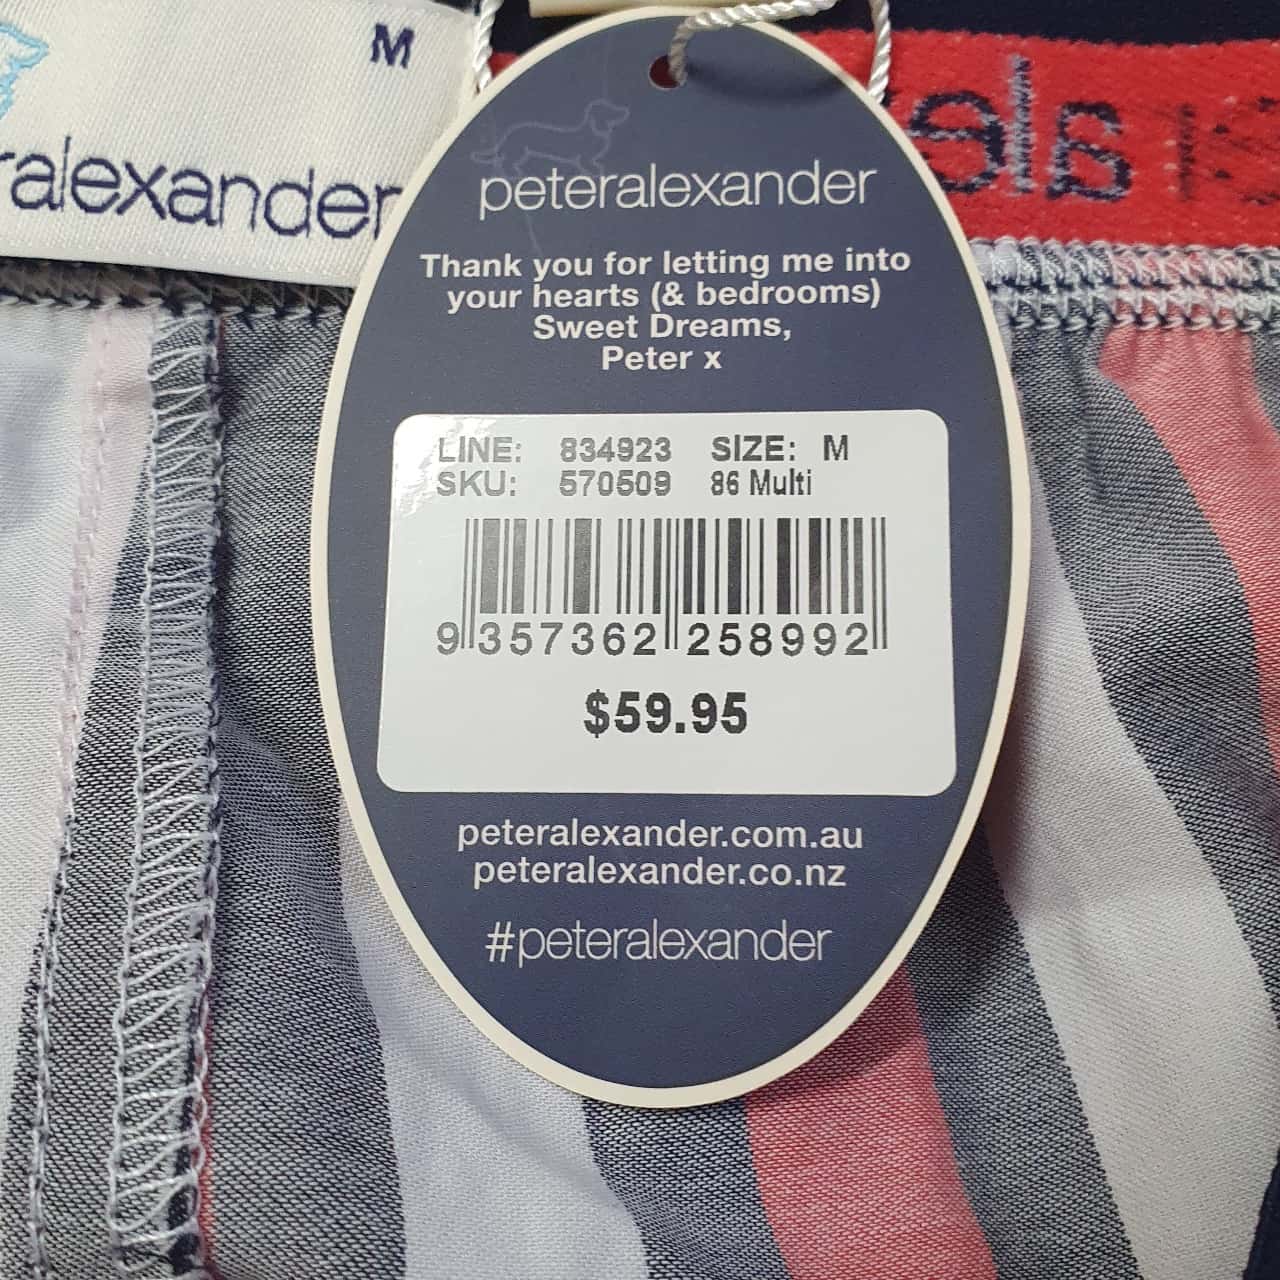 M
alexander
peteralexander
Thank you for letting me into
your hearts (& bedrooms)
Sweet Dreams,
Peter x
LINE: 834923 SIZE: M
SKU: 570509 86 Multi
9 357362 258992
$59.95
peteralexander.com.au
peteralexander.co.nz
#peteralexander